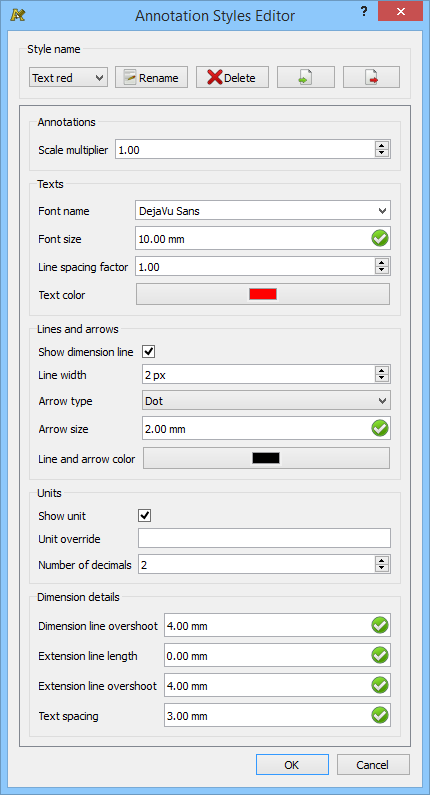 Annotation Styles Editor
?
Style name
Text red Rename Delete
Annotations
Scale multiplier 1.00
Texts
Font name DejaVu Sans
Font size 10.00 mm
Line spacing factor 1.00
Text color
Lines and arrows
Show dimension line
Line width 2 px
Arrow type Dot
Arrow size 2.00 mm
Line and arrow color
Units
Show unit
Unit override
Number of decimals 2
Dimension details
Dimension line overshoot 4.00 mm
Extension line length 0.00 mm
Extension line overshoot 4.00 mm
Text spacing 3.00 mm
OK Cancel